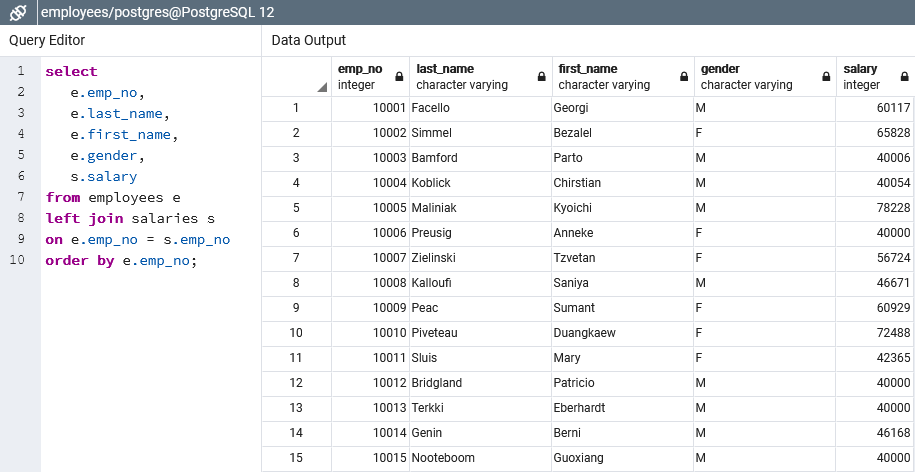 employees/postgres@PostgreSQL 12
Query Editor
Data Output
1 select
2 e.emp_no,
3 e.last_name,
4 e.first_name,
5 e.gender,
6 s.salary
7 from employees e
8 left join salaries s
9 on e.emp_no = s.emp_no
10 order by e.emp_no;
emp_no last_name first_name gender salary
integer character varying character varying character varying integer
1 10001 Facello Georgi M 60117
2 10002 Simmel Bezalel F 65828
3 10003 Bamford Parto M 40006
4 10004 Koblick Chirstian M 40054
5 10005 Maliniak Kyoichi M 78228
6 10006 Preusig Anneke F 40000
7 10007 Zielinski Tzvetan F 56724
8 10008 Kalloufi Saniya M 46671
9 10009 Peac Sumant F 60929
10 10010 Piveteau Duangkaew F 72488
11 10011 Sluis Mary F 42365
12 10012 Bridgland Patricio M 40000
13 10013 Terkki Eberhardt M 40000
14 10014 Genin Berni M 46168
15 10015 Nooteboom Guoxiang M 40000